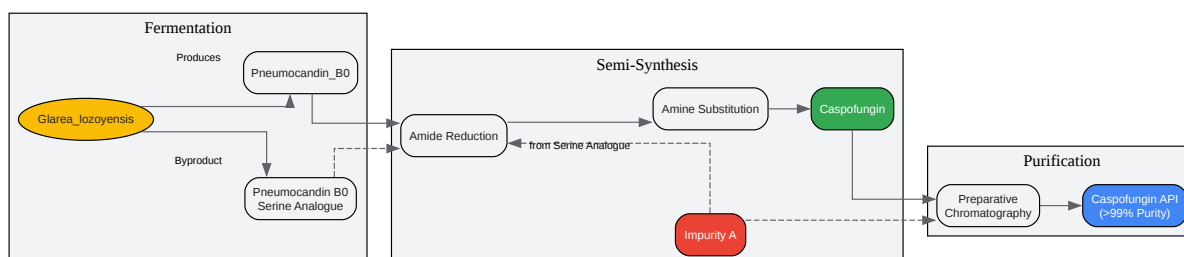 Fermentation
Produces
Pneumocandin_B0
Glarea_lozoyensis
Byproduct
Pneumocandin B0
Serine Analogue
Semi-Synthesis
Amide Reduction
Amine Substitution
Caspofungin
from Serine Analogue
Impurity A
Purification
Preparative
Chromatography
Caspofungin API
(>99% Purity)